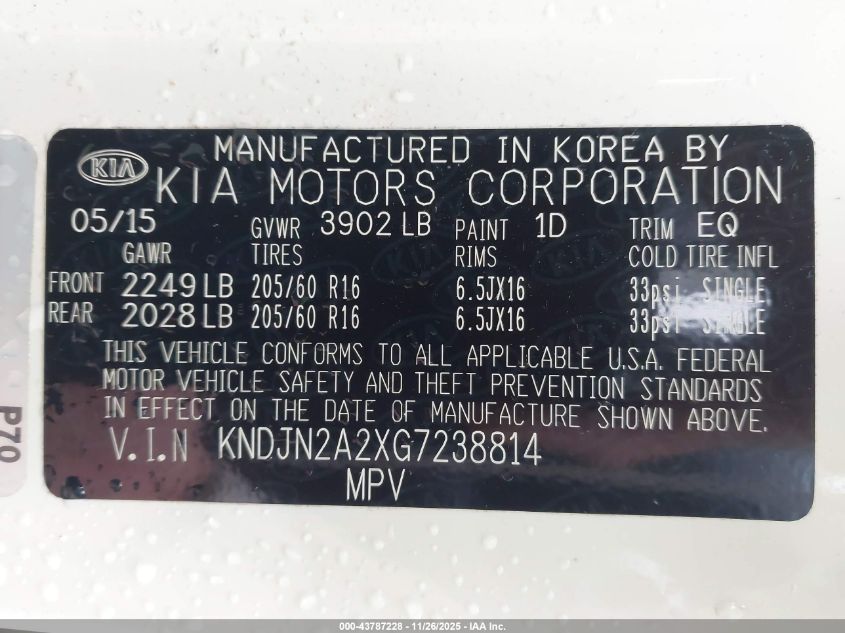 MANUFACTURED IN KOREA BY
KIA KIA MOTORS CORPORATION
05/15 GVWR 3902 LB PAINT 1D TRIM EQ
GAWR TIRES RIMS COLD TIRE INFL
FRONT 2249 LB 205/60 R16 6.5JX16 33psi SINGLE
REAR 2028 LB 205/60 R16 6.5JX16 33psi SINGLE
THIS VEHICLE CONFORMS TO ALL APPLICABLE U.S.A. FEDERAL
MOTOR VEHICLE SAFETY AND THEFT PREVENTION STANDARDS
IN EFFECT ON THE DATE OF MANUFACTURE SHOWN ABOVE.
V.I.N KNDJN2A2XG7238814
MPV
P70
000-43787228 - 11/26/2025 - IAA Inc.